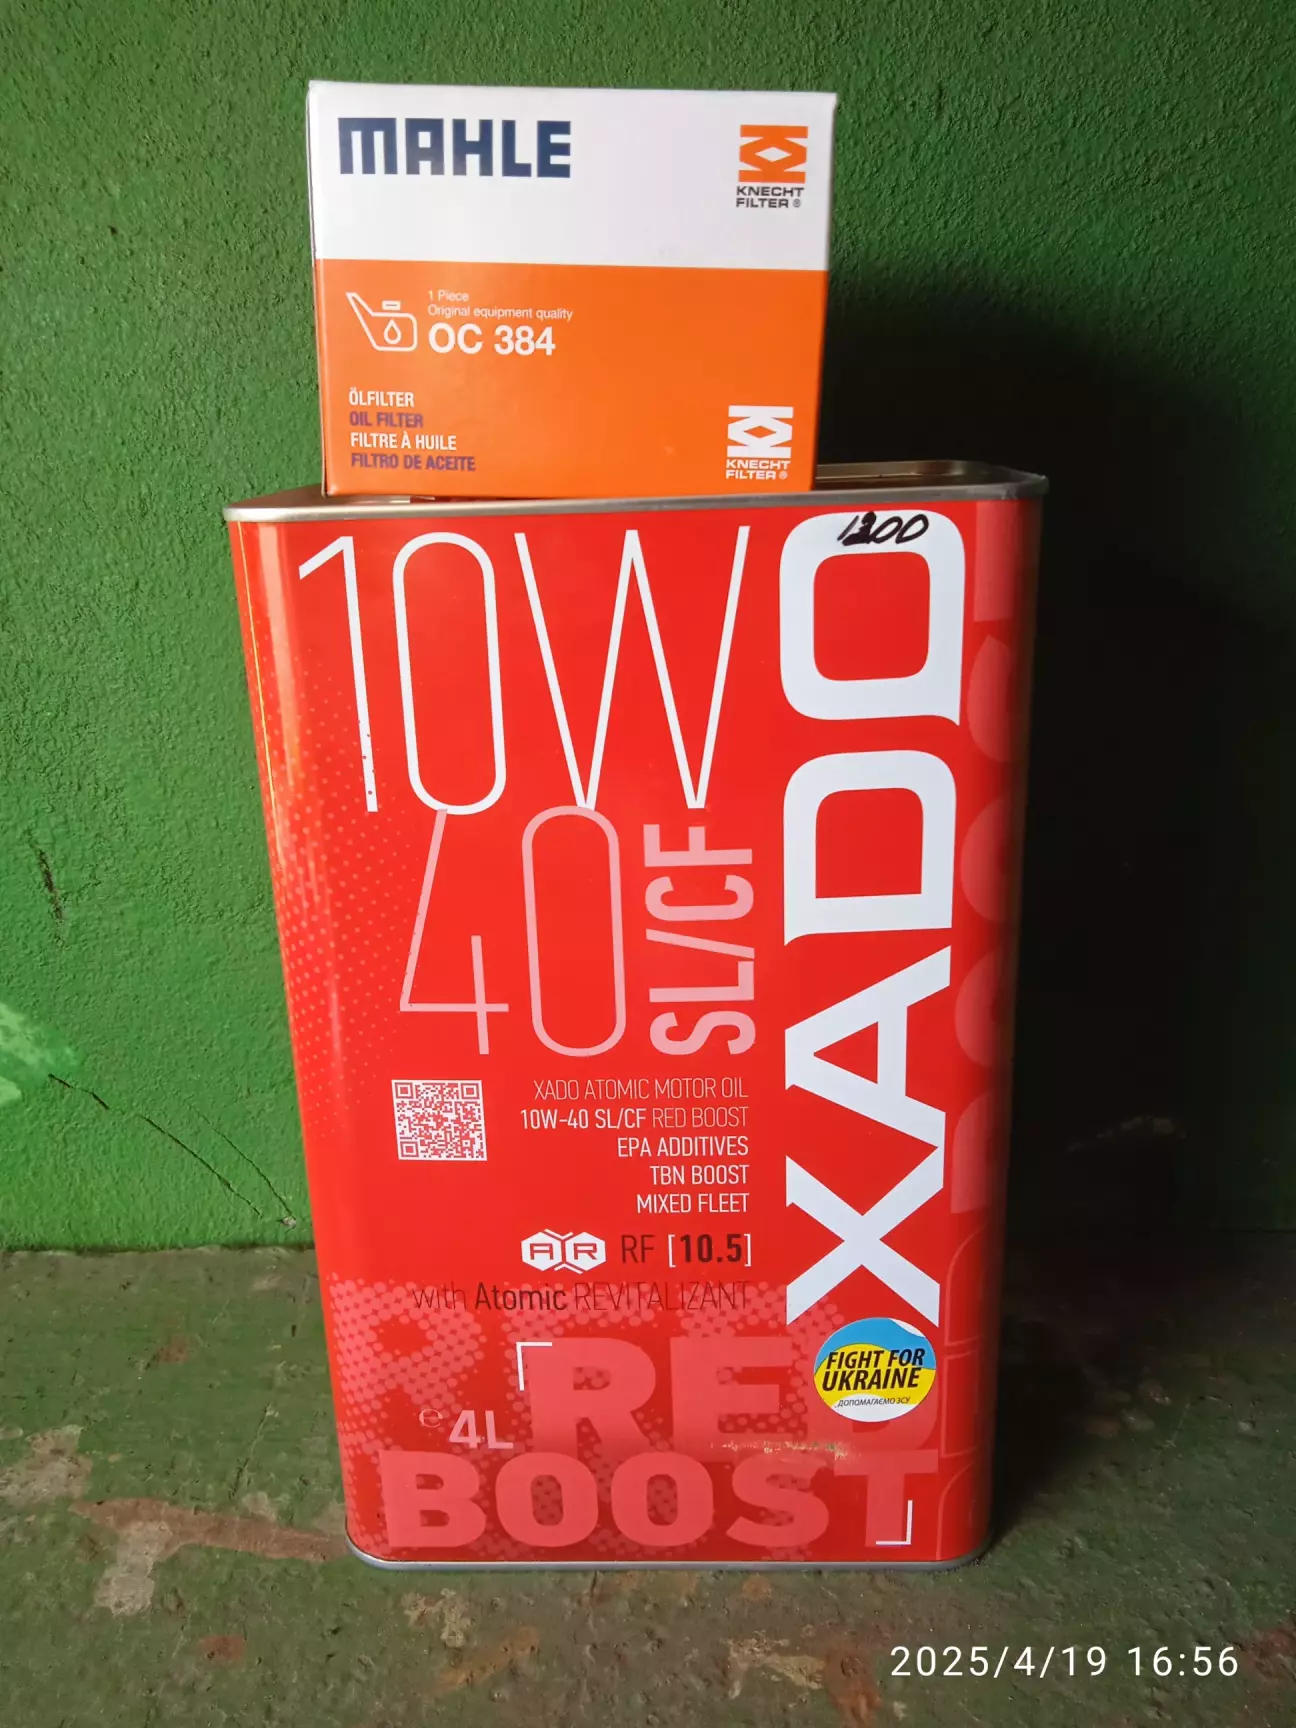 MAHLE
KNECHT
FILTER®
1 Piece
Original equipment quality
OC 384
ÖLFILTER
OIL FILTER
FILTRE À HUILE
FILTRO DE ACEITE
KNECHT
FILTER®
1200
10W
40
SL/CF
XADO
XADO ATOMIC MOTOR OIL
10W-40 SL/CF RED BOOST
EPA ADDITIVES
TBN BOOST
MIXED FLEET
AR RF [10.5]
with Atomic REVITALIZANT
FIGHT FOR
UKRAINE
ДОПОМАГАЄМО ЗСУ
RED
℮ 4L
BOOST
2025/4/19 16:56